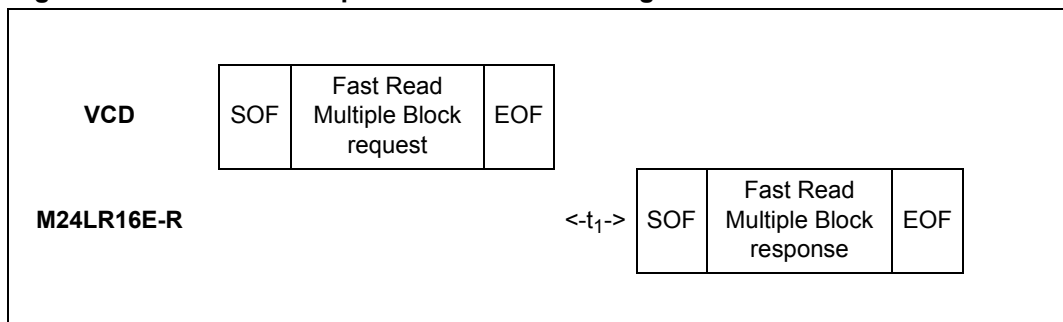 VCD
SOF
Fast Read
Multiple Block
request
EOF
M24LR16E-R
<-t1->
SOF
Fast Read
Multiple Block
response
EOF